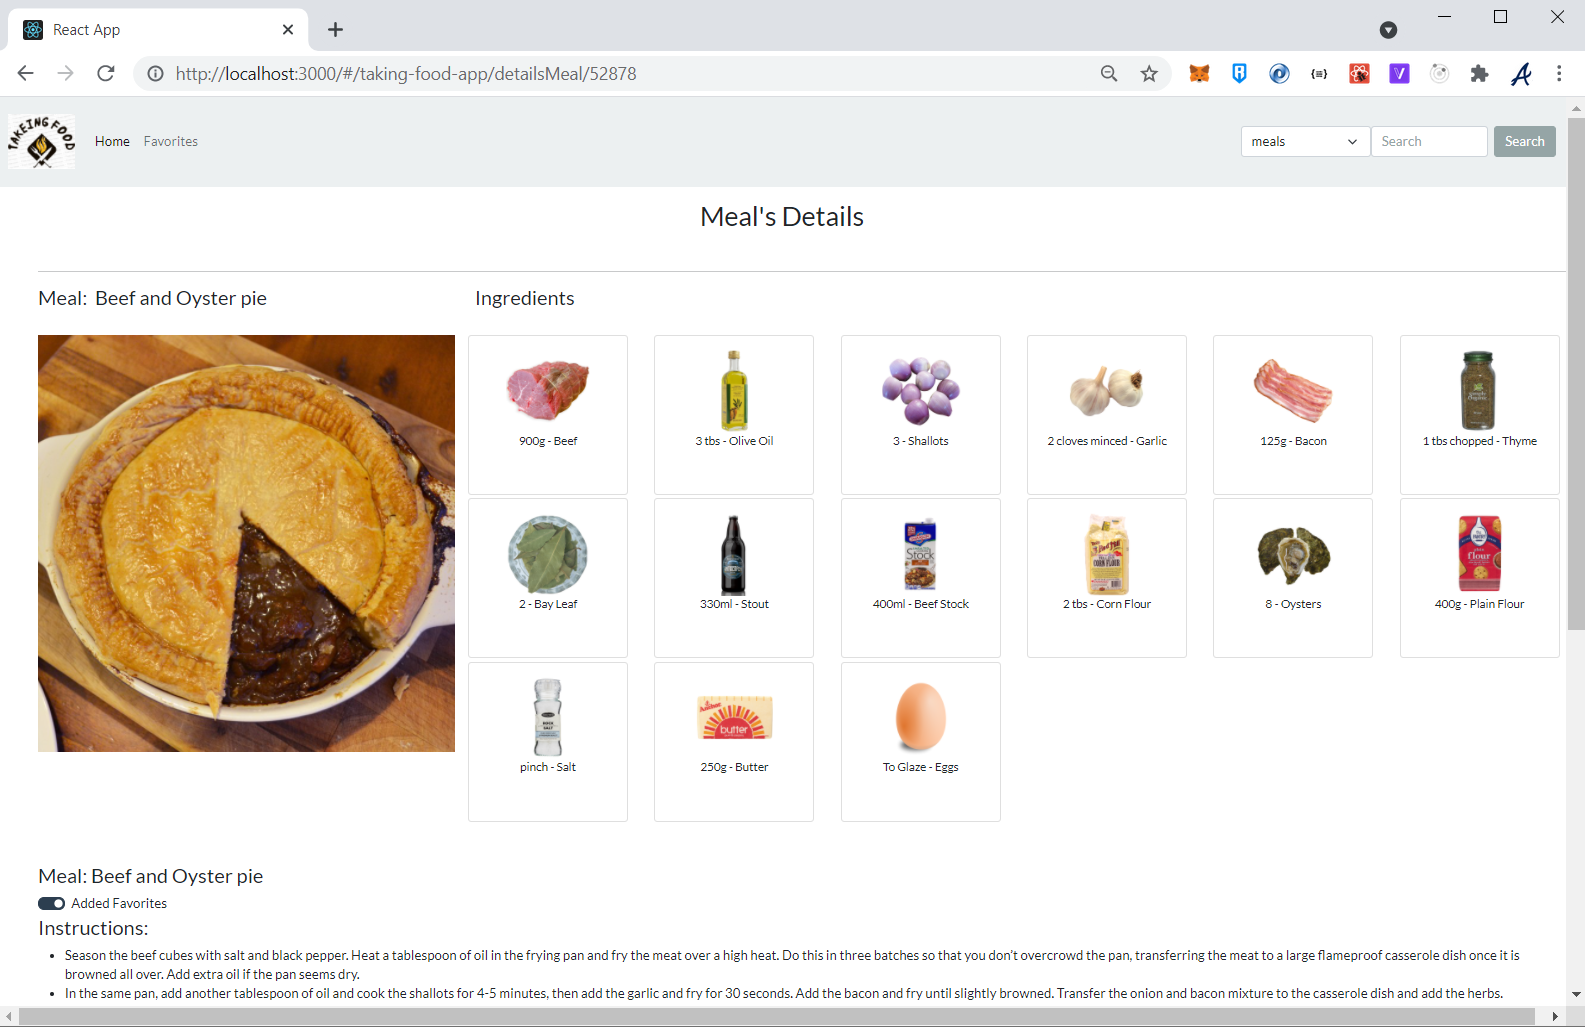 React App
http://localhost:3000/#/taking-food-app/detailsMeal/52878
TAKEING FOOD
Home
Favorites
meals
Search
Search
Meal's Details
Meal: Beef and Oyster pie
Ingredients
900g - Beef
3 tbs - Olive Oil
3 - Shallots
2 cloves minced - Garlic
125g - Bacon
1 tbs chopped - Thyme
Stock
CORN FLOUR
flour
2 - Bay Leaf
330ml - Stout
400ml - Beef Stock
2 tbs - Corn Flour
8 - Oysters
400g - Plain Flour
SALT
butter
pinch - Salt
250g - Butter
To Glaze - Eggs
Meal: Beef and Oyster pie
Added Favorites
Instructions:
Season the beef cubes with salt and black pepper. Heat a tablespoon of oil in the frying pan and fry the meat over a high heat. Do this in three batches so that you don’t overcrowd the pan, transferring the meat to a large flameproof casserole dish once it is
browned all over. Add extra oil if the pan seems dry.
In the same pan, add another tablespoon of oil and cook the shallots for 4-5 minutes, then add the garlic and fry for 30 seconds. Add the bacon and fry until slightly browned. Transfer the onion and bacon mixture to the casserole dish and add the herbs.